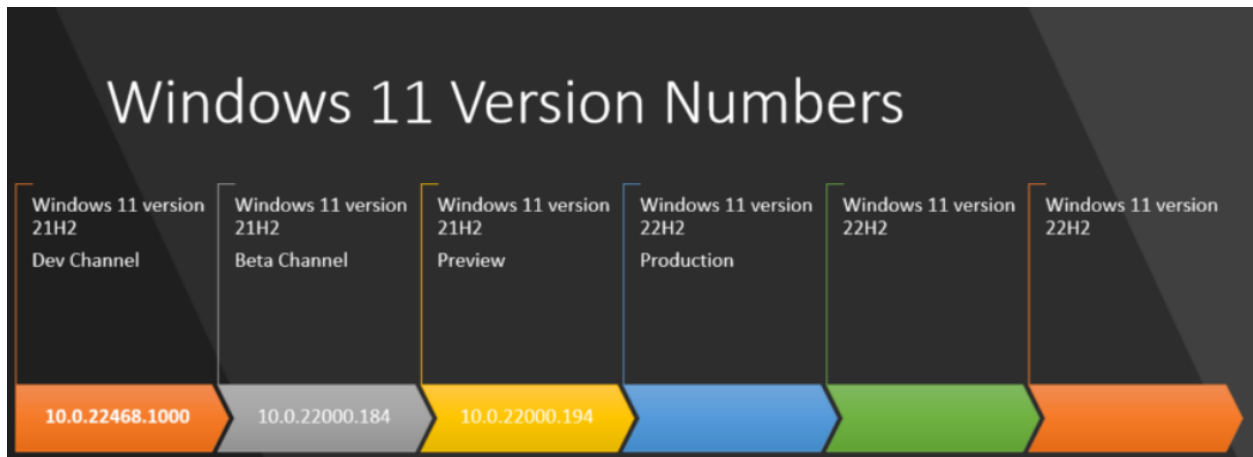 Windows 11 Version Numbers
Windows 11 version
21H2
Dev Channel
Windows 11 version
21H2
Beta Channel
Windows 11 version
21H2
Preview
Windows 11 version
22H2
Production
Windows 11 version
22H2
Windows 11 version
22H2
10.0.22468.1000
10.0.22000.184
10.0.22000.194